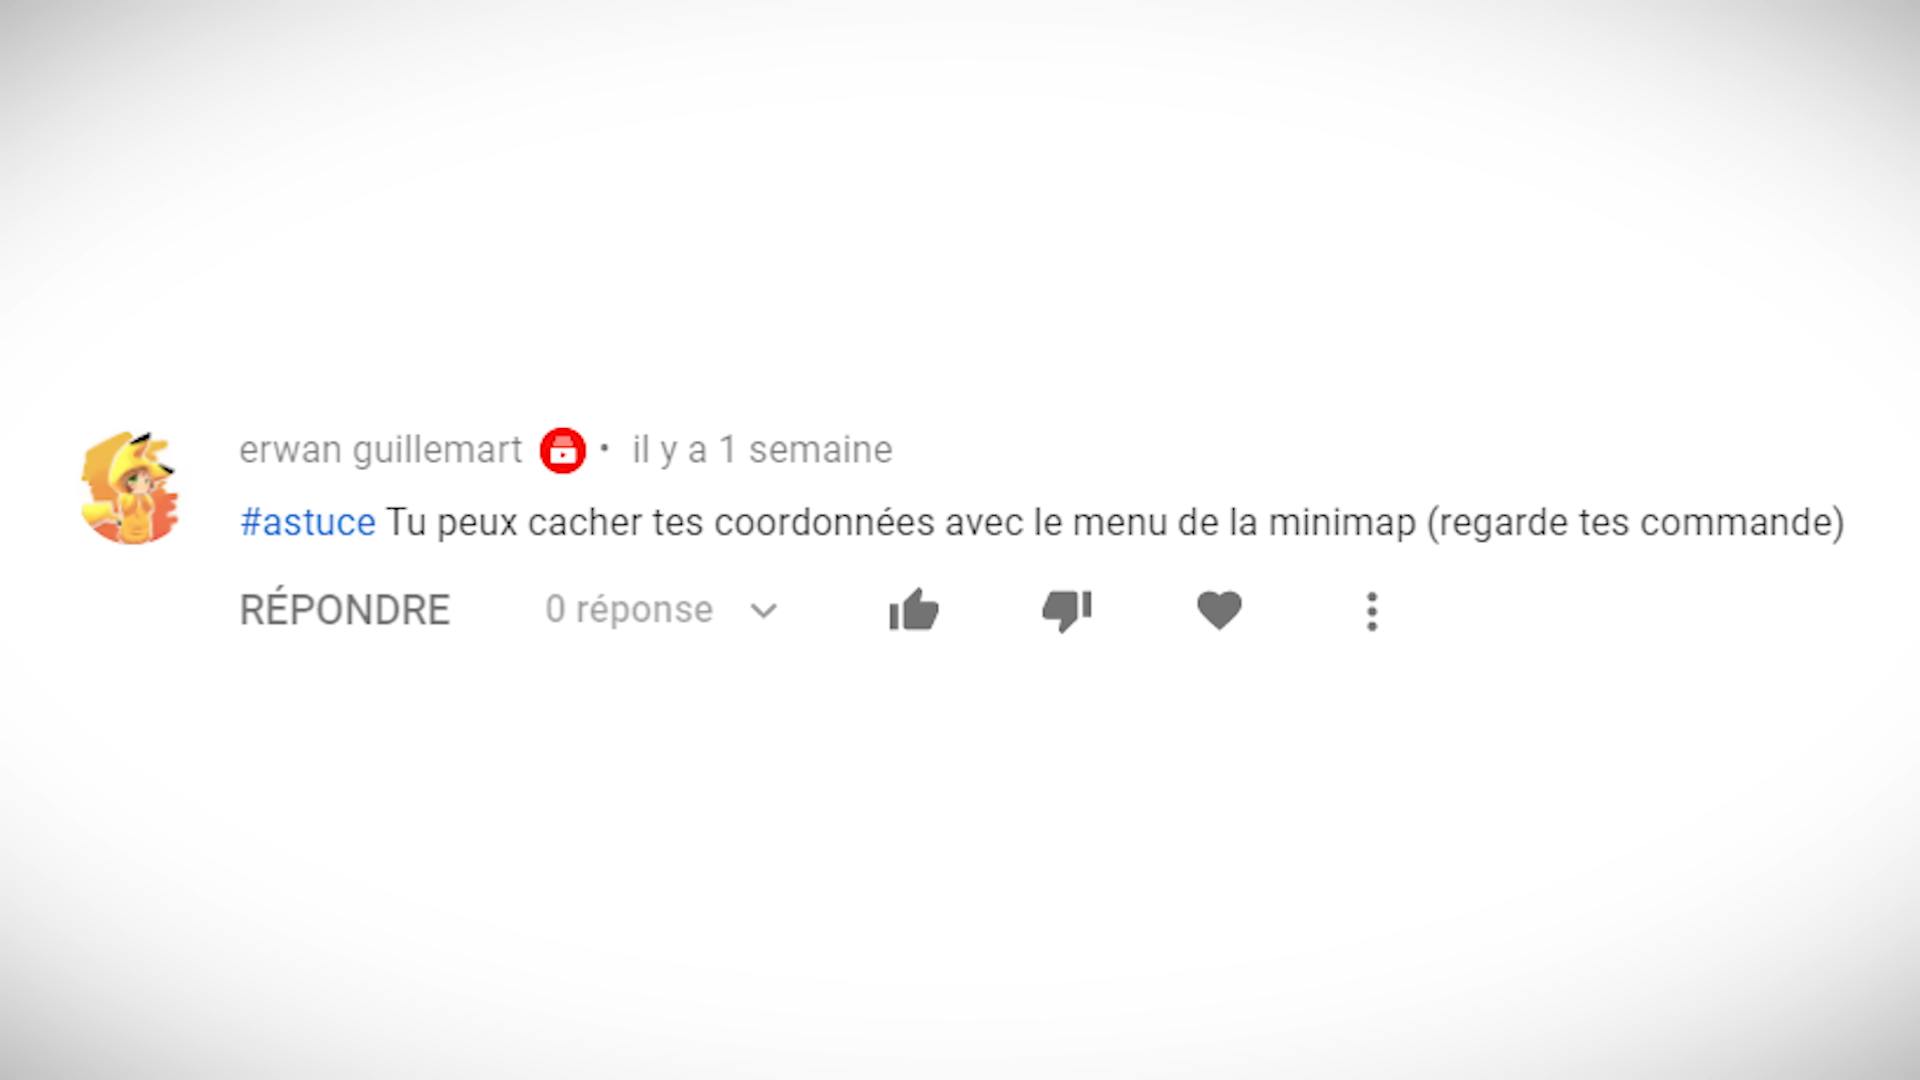 erwan guillemart • il y a 1 semaine
#astuce Tu peux cacher tes coordonnées avec le menu de la minimap (regarde tes commande)
RÉPONDRE 0 réponse